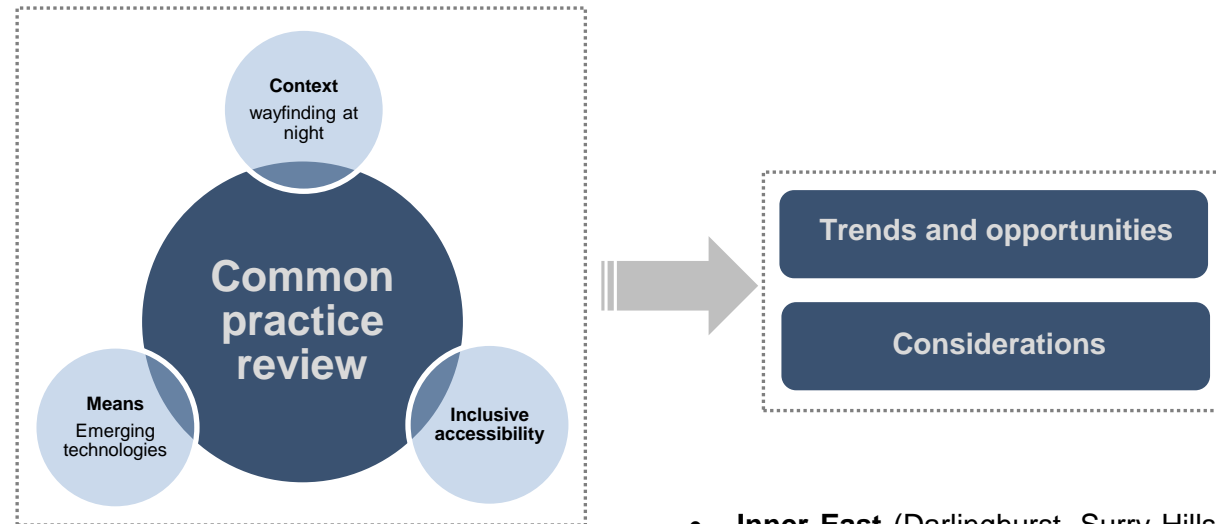 Context
wayfinding at
night
Common
practice
review
Means
Emerging
technologies
Inclusive
accessibility
Trends and opportunities
Considerations
• Inner East (Darlinghurst, Surry Hills